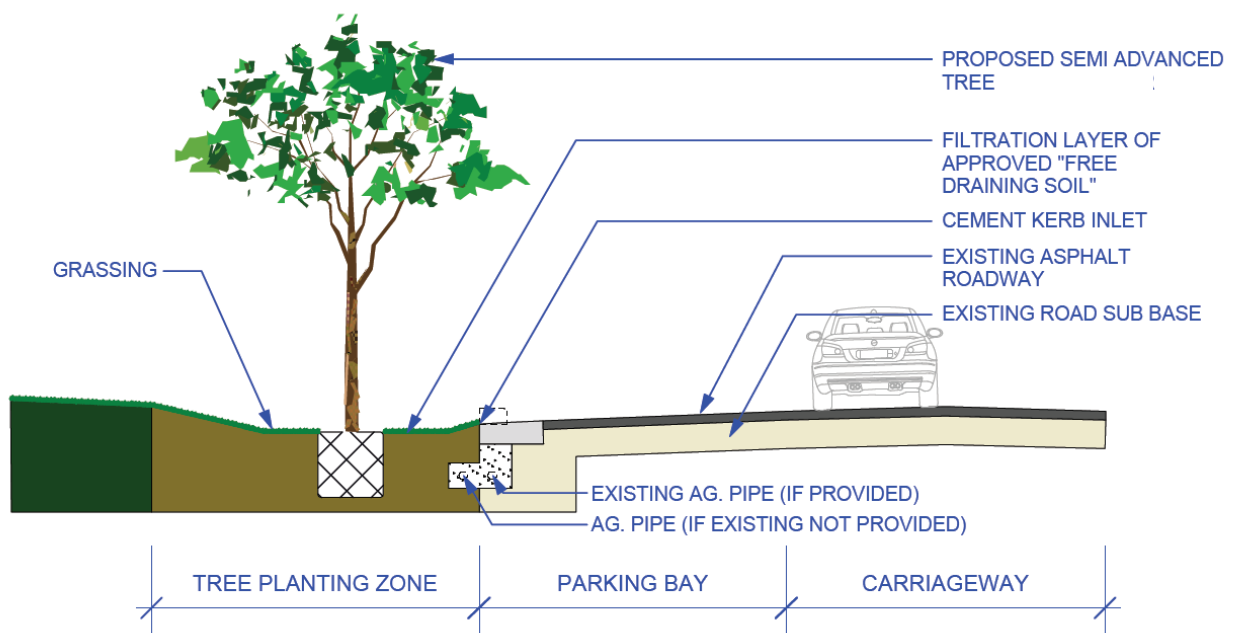 PROPOSED SEMI ADVANCED
TREE
FILTRATION LAYER OF
APPROVED "FREE
DRAINING SOIL"
CEMENT KERB INLET
GRASSING
EXISTING ASPHALT
ROADWAY
EXISTING ROAD SUB BASE
EXISTING AG. PIPE (IF PROVIDED)
AG. PIPE (IF EXISTING NOT PROVIDED)
TREE PLANTING ZONE
PARKING BAY
CARRIAGEWAY